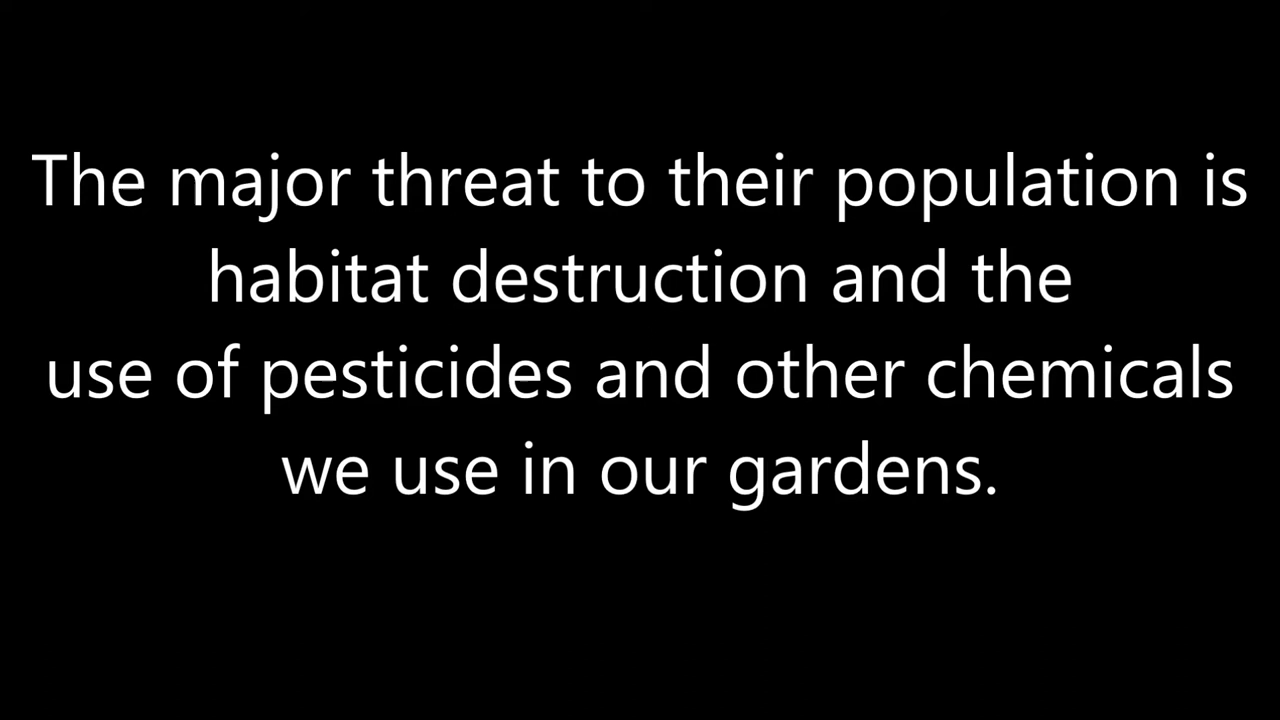 The major threat to their population is
habitat destruction and the
use of pesticides and other chemicals
we use in our gardens.